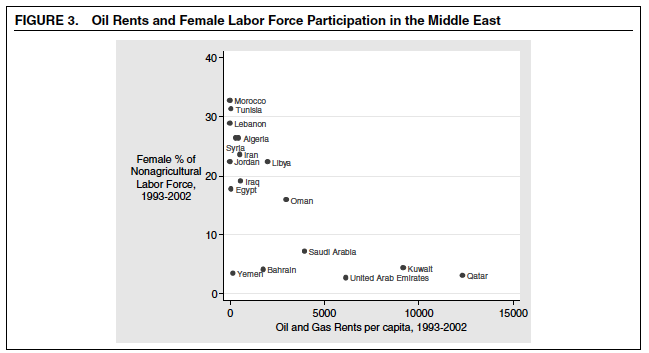 FIGURE 3. Oil Rents and Female Labor Force Participation in the Middle East
40
30
20
10
0
Female % of
Nonagricultural
Labor Force,
1993-2002
Morocco
Tunisia
Lebanon
Algeria
Syria
Iran
Jordan
Libya
Iraq
Egypt
Oman
Saudi Arabia
Yemen
Bahrain
Kuwait
United Arab Emirates
Qatar
0
5000
10000
15000
Oil and Gas Rents per capita, 1993-2002